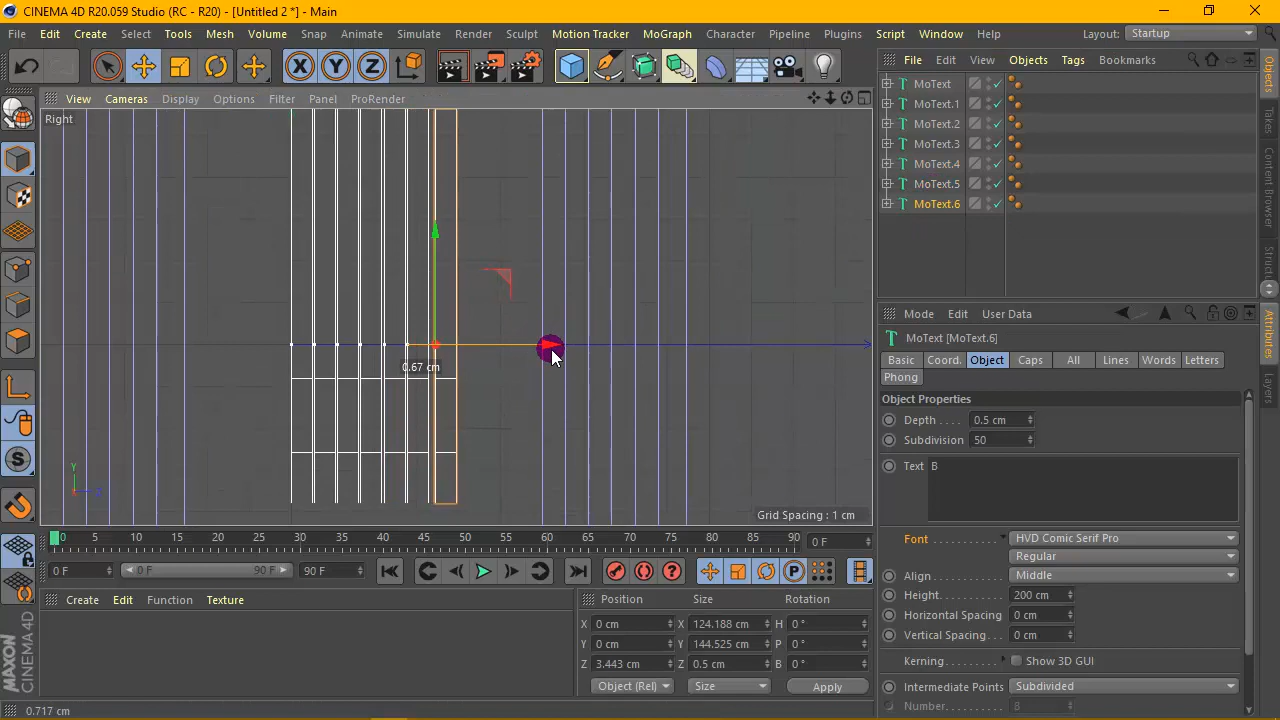 CINEMA 4D R20.059 Studio (RC - R20) - [Untitled 2 *] - Main
File Edit Create Select Tools Mesh Volume Snap Animate Simulate Render Sculpt Motion Tracker MoGraph Character Pipeline Plugins Script Window Help Layout: Startup
File Edit View Objects Tags Bookmarks
View Cameras Display Options Filter Panel ProRender
Right
MoText
MoText.1
MoText.2
MoText.3
MoText.4
MoText.5
MoText.6
Objects
Takes
Content Browser
Structure
Attributes
Layers
Mode Edit User Data
MoText [MoText.6]
Basic Coord. Object Caps All Lines Words Letters
Phong
Object Properties
Depth . . . . 0.5 cm
Subdivision 50
Text B
Font . . . . . HVD Comic Serif Pro
Regular
Align . . . . . . . . Middle
Height . . . . . . . 200 cm
Horizontal Spacing 0 cm
Vertical Spacing . . . 0 cm
Kerning . . . . . . . Show 3D GUI
Intermediate Points Subdivided
Number. . . . . . . 8
0.67 cm
Y
Grid Spacing : 1 cm
0 5 10 15 20 25 30 35 40 45 50 55 60 65 70 75 80 85 90 0 F
0 F 0 F 90 F 90 F
Create Edit Function Texture
Position Size Rotation
X 0 cm X 124.188 cm H 0 °
Y 0 cm Y 144.525 cm P 0 °
Z 3.443 cm Z 0.5 cm B 0 °
Object (Rel) Size Apply
MAXON CINEMA 4D
0.717 cm